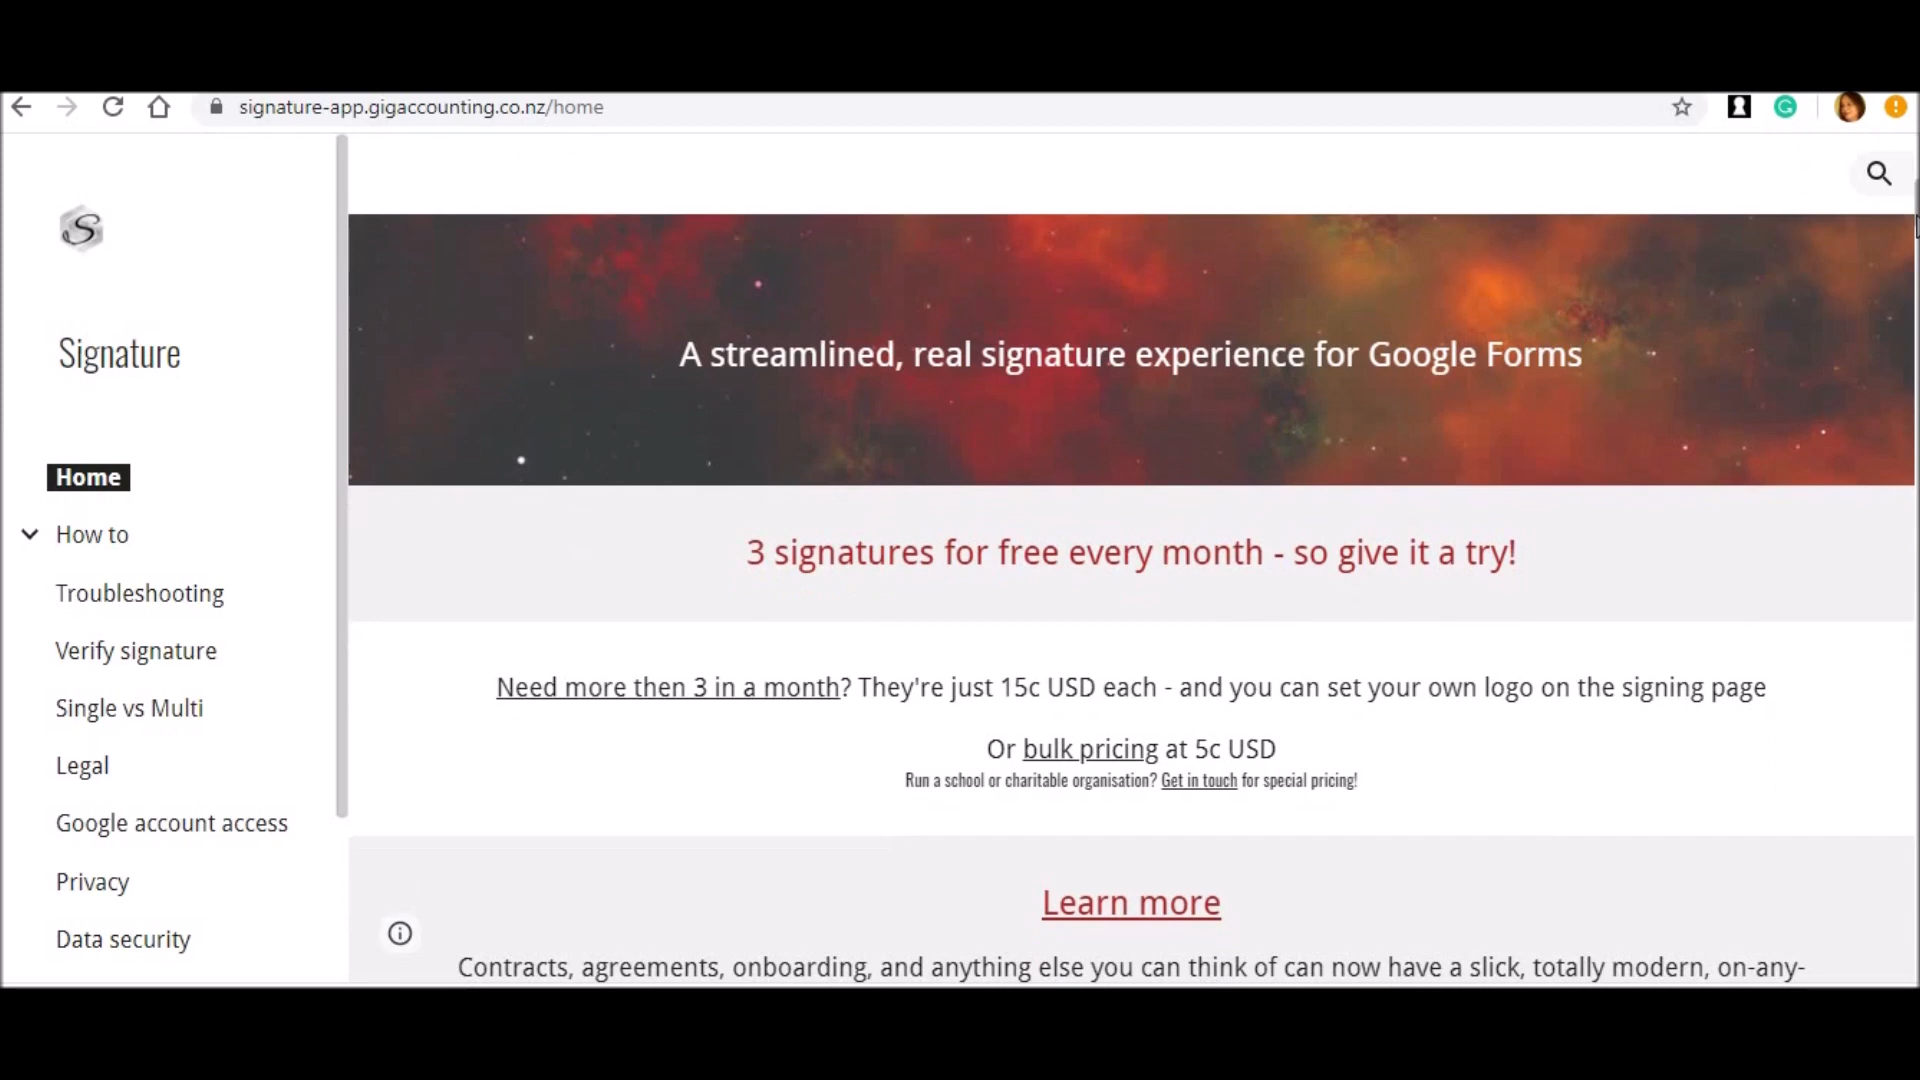 signature-app.gigaccounting.co.nz/home
S
Signature
A streamlined, real signature experience for Google Forms
Home
How to
Troubleshooting
Verify signature
Single vs Multi
Legal
Google account access
Privacy
Data security
3 signatures for free every month - so give it a try!
Need more then 3 in a month? They're just 15c USD each - and you can set your own logo on the signing page
Or bulk pricing at 5c USD
Run a school or charitable organisation? Get in touch for special pricing!
Learn more
Contracts, agreements, onboarding, and anything else you can think of can now have a slick, totally modern, on-any-